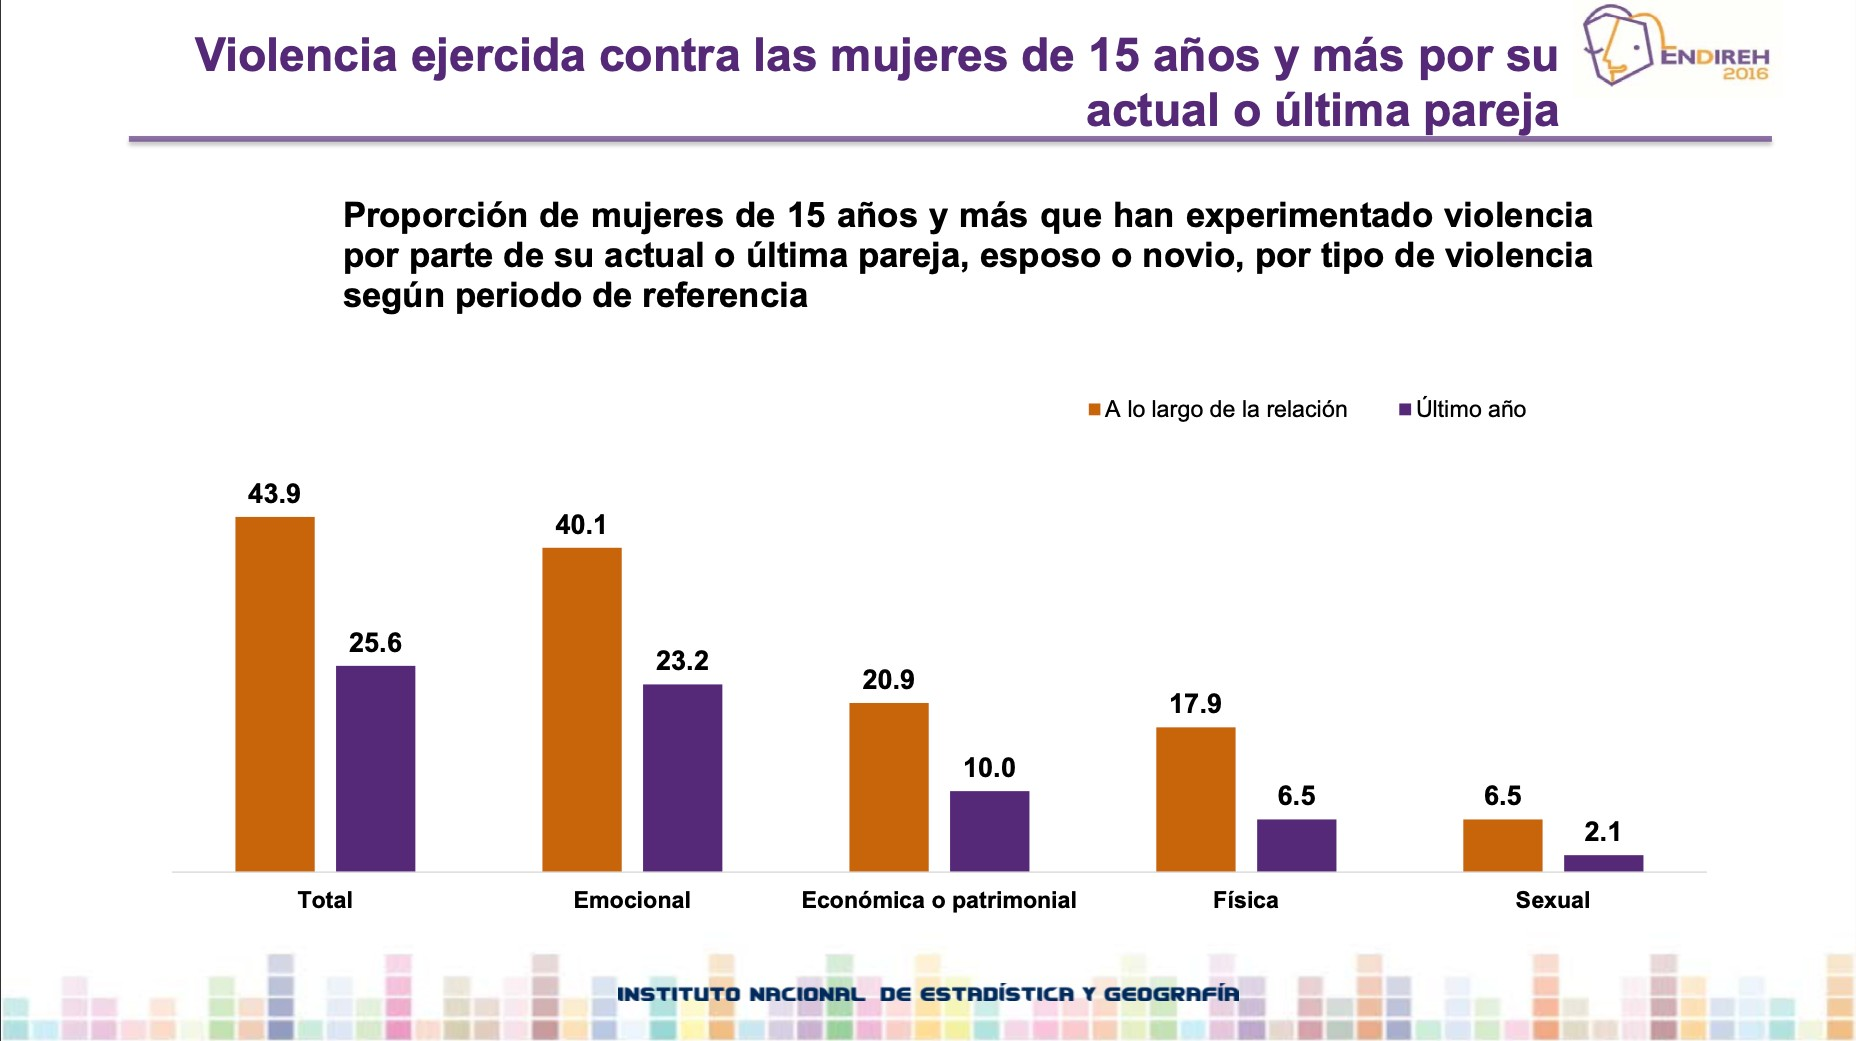 Violencia ejercida contra las mujeres de 15 años y más por su
actual o última pareja
ENDIREH
2016
Proporción de mujeres de 15 años y más que han experimentado violencia
por parte de su actual o última pareja, esposo o novio, por tipo de violencia
según periodo de referencia
A lo largo de la relación Último año
43.9
25.6
40.1
23.2
20.9
10.0
17.9
6.5
6.5
2.1
Total Emocional Económica o patrimonial Física Sexual
INSTITUTO NACIONAL DE ESTADÍSTICA Y GEOGRAFÍA